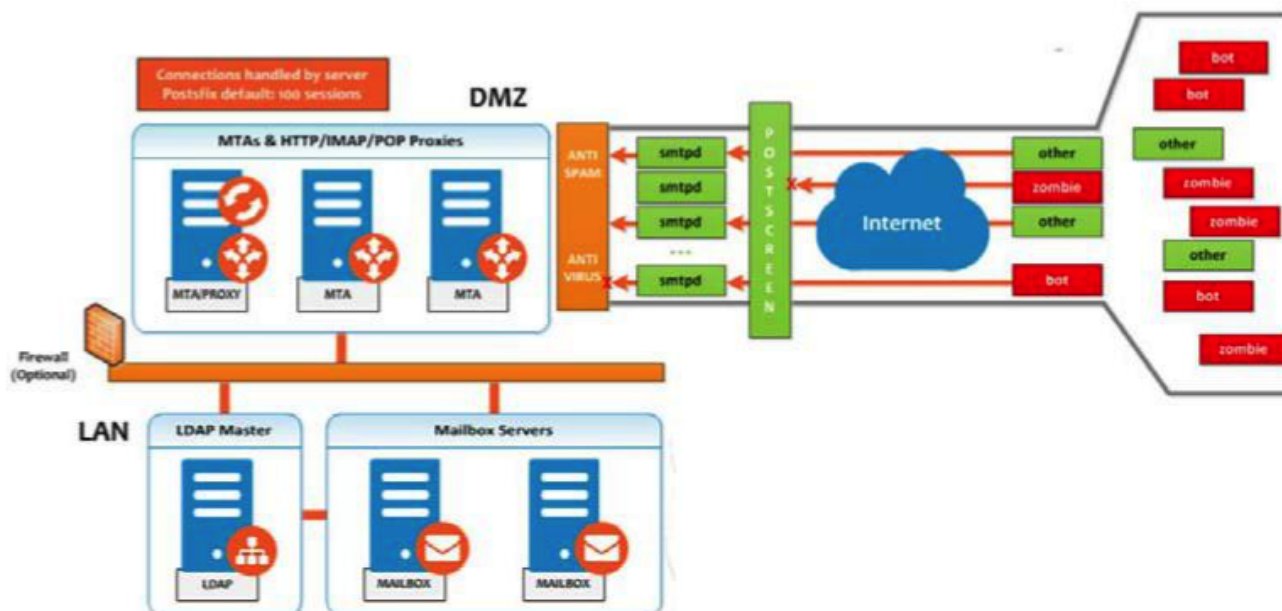 Connections handled by server
Postsfix default: 100 sessions
DMZ
MTAs & HTTP/IMAP/POP Proxies
MTA/PROXY
MTA
MTA
ANTI
SPAM
ANTI
VIRUS
smtpd
smtpd
smtpd
---
smtpd
POSTSCREEN
x
x
Internet
other
zombie
other
bot
bot
bot
other
zombie
zombie
other
bot
zombie
Firewall
(Optional)
LAN
LDAP Master
LDAP
Mailbox Servers
MAILBOX
MAILBOX